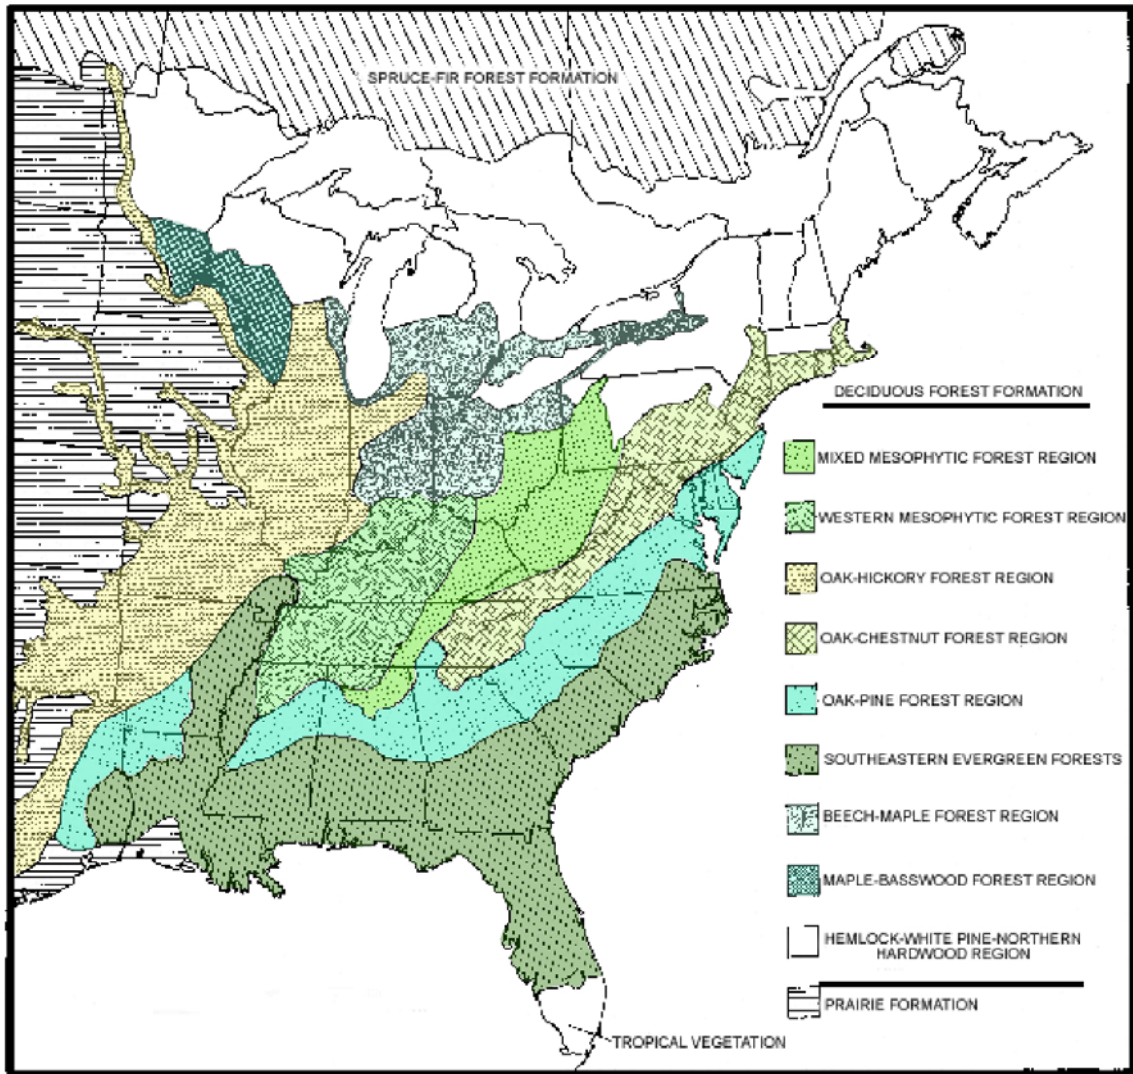 SPRUCE-FIR FOREST FORMATION
DECIDUOUS FOREST FORMATION
MIXED MESOPHYTIC FOREST REGION
WESTERN MESOPHYTIC FOREST REGION
OAK-HICKORY FOREST REGION
OAK-CHESTNUT FOREST REGION
OAK-PINE FOREST REGION
SOUTHEASTERN EVERGREEN FORESTS
BEECH-MAPLE FOREST REGION
MAPLE-BASSWOOD FOREST REGION
HEMLOCK-WHITE PINE-NORTHERN
HARDWOOD REGION
PRAIRIE FORMATION
TROPICAL VEGETATION